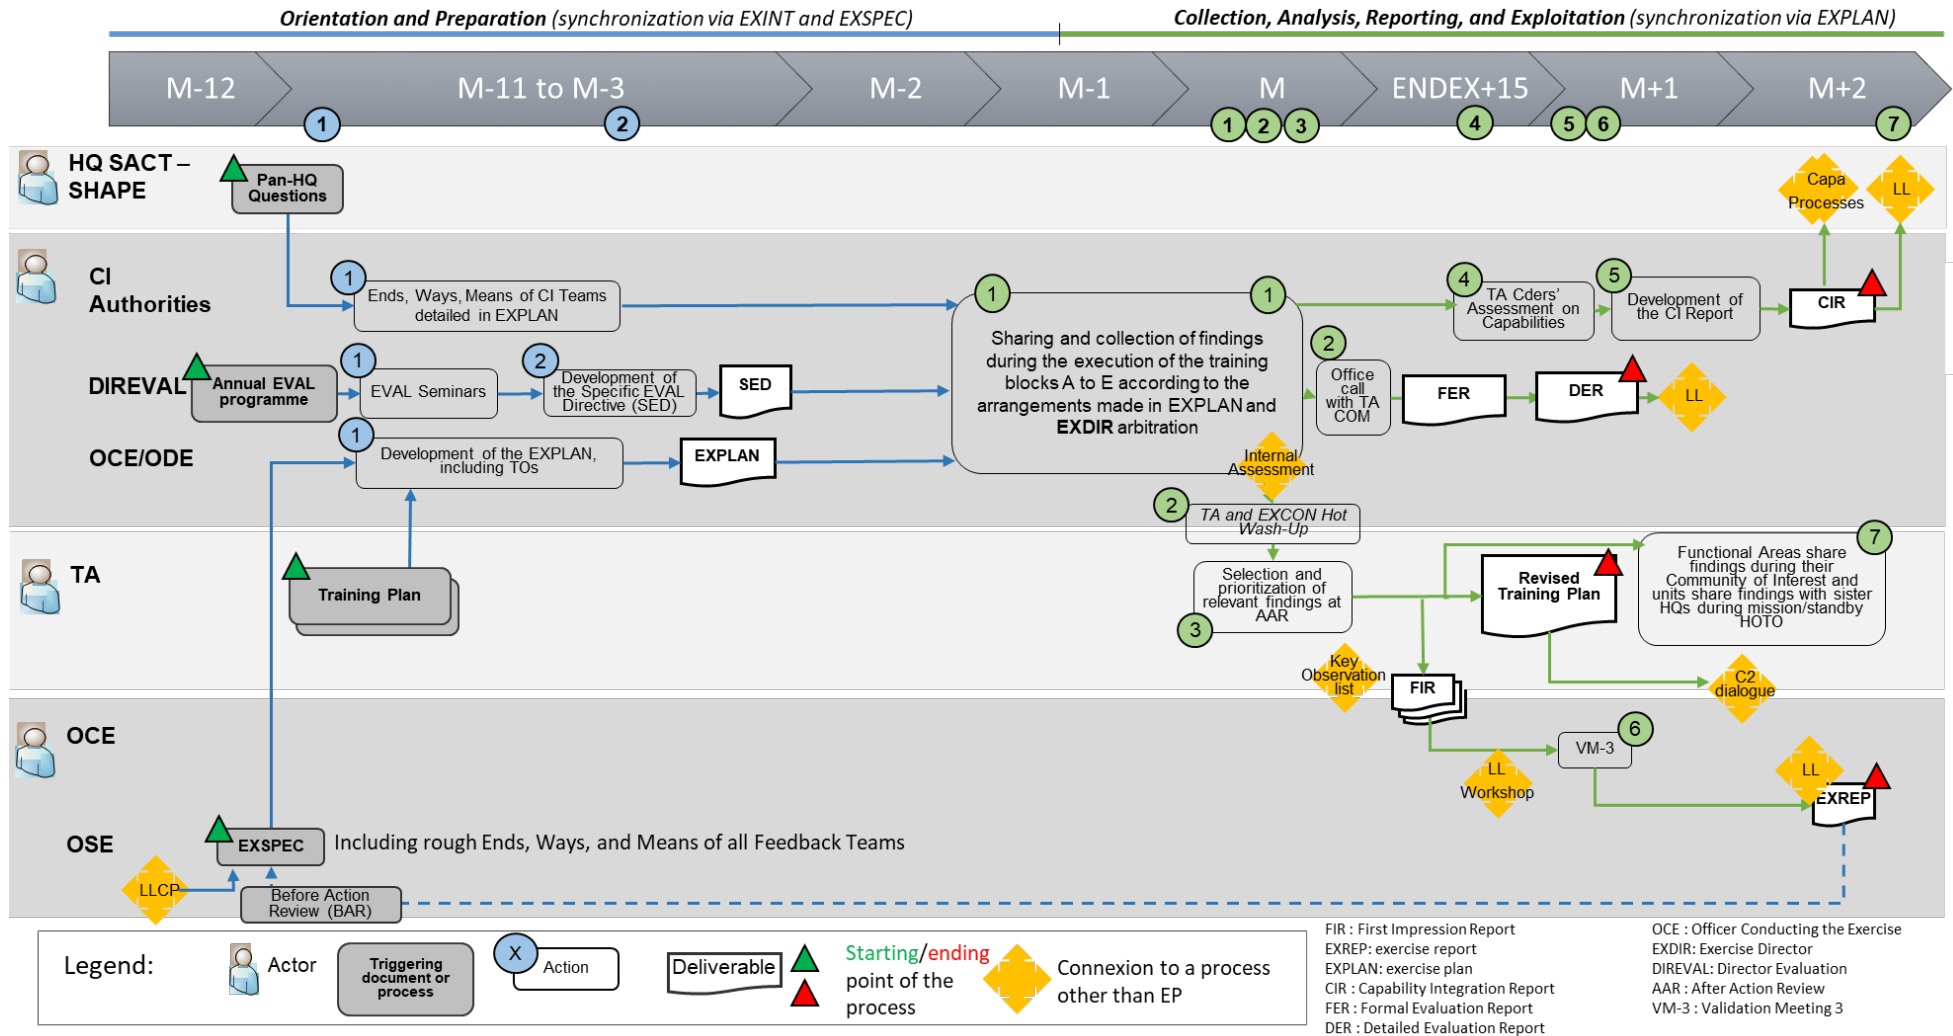 Orientation and Preparation (synchronization via EXINT and EXSPEC)
Collection, Analysis, Reporting, and Exploitation (synchronization via EXPLAN)
M-12
M-11 to M-3
M-2
M-1
M
ENDEX+15
M+1
M+2
1
2
1
2
3
4
5
6
7
HQ SACT –
SHAPE
Pan-HQ
Questions
Capa
Processes
LL
CI
Authorities
1
Ends, Ways, Means of CI Teams
detailed in EXPLAN
1
1
Sharing and collection of findings
during the execution of the training
blocks A to E according to the
arrangements made in EXPLAN and
EXDIR arbitration
4
TA Cders'
Assessment on
Capabilities
5
Development of
the CI Report
CIR
DIREVAL
Annual EVAL
programme
1
EVAL Seminars
2
Development of
the Specific EVAL
Directive (SED)
SED
2
Office
call
with TA
COM
FER
DER
LL
OCE/ODE
1
Development of the EXPLAN,
including TOs
EXPLAN
Internal
Assessment
2
TA and EXCON Hot
Wash-Up
TA
Training Plan
Selection and
prioritization of
relevant findings at
AAR
3
Revised
Training Plan
7
Functional Areas share
findings during their
Community of Interest and
units share findings with sister
HQs during mission/standby
HOTO
Key
Observation
list
FIR
C2
dialogue
OCE
VM-3
6
LL
Workshop
LL
EXREP
OSE
EXSPEC
Including rough Ends, Ways, and Means of all Feedback Teams
LLCP
Before Action
Review (BAR)
Legend:
Actor
Triggering
document or
process
X
Action
Deliverable
Starting/ending
point of the
process
Connexion to a process
other than EP
FIR : First Impression Report
EXREP: exercise report
EXPLAN: exercise plan
CIR : Capability Integration Report
FER : Formal Evaluation Report
DER : Detailed Evaluation Report
OCE : Officer Conducting the Exercise
EXDIR: Exercise Director
DIREVAL: Director Evaluation
AAR : After Action Review
VM-3 : Validation Meeting 3